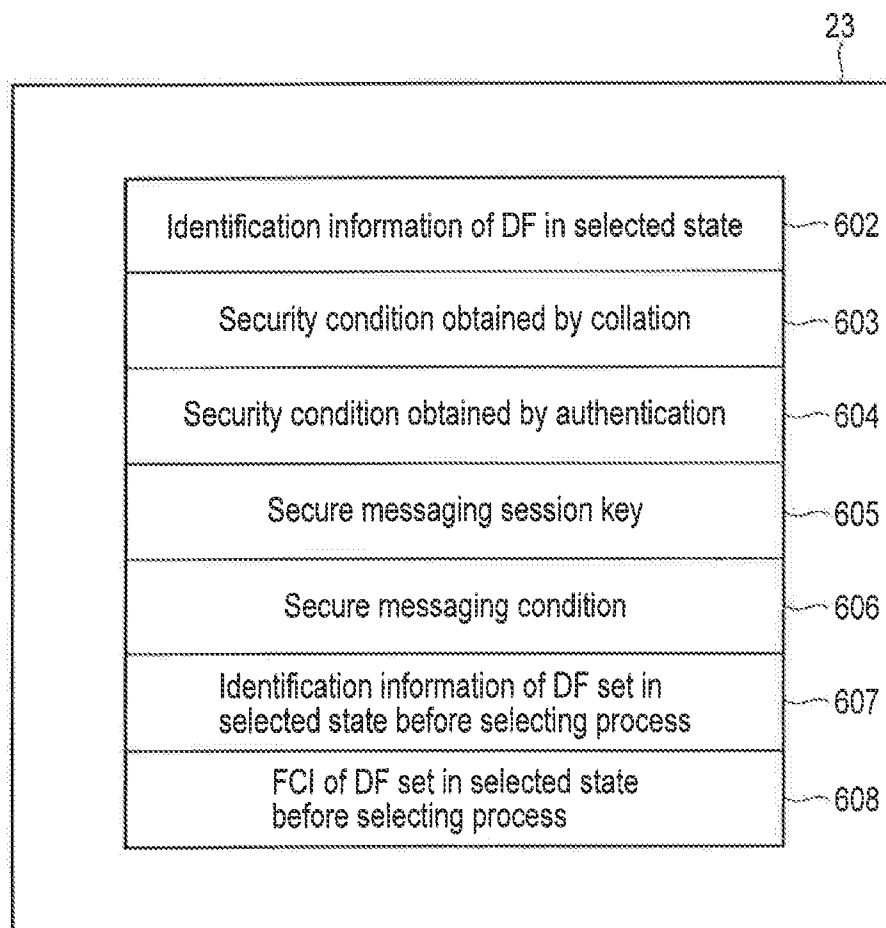 23
Identification information of DF in selected state
602
Security condition obtained by collation
603
Security condition obtained by authentication
604
Secure messaging session key
605
Secure messaging condition
606
Identification information of DF set in
selected state before selecting process
607
FCI of DF set in selected state
before selecting process
608